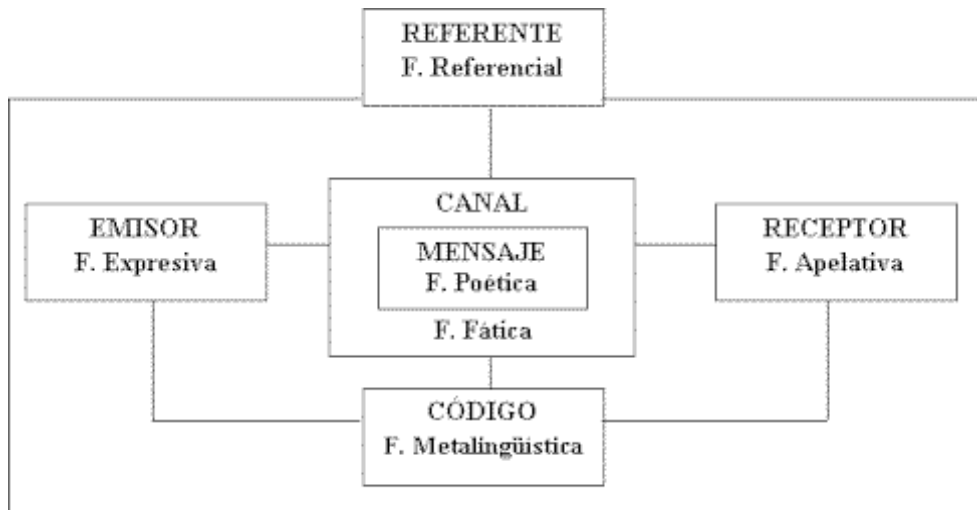 REFERENTE
F. Referencial
CANAL
EMISOR
F. Expresiva
MENSAJE
F. Poética
RECEPTOR
F. Apelativa
F. Fática
CÓDIGO
F. Metalingüística